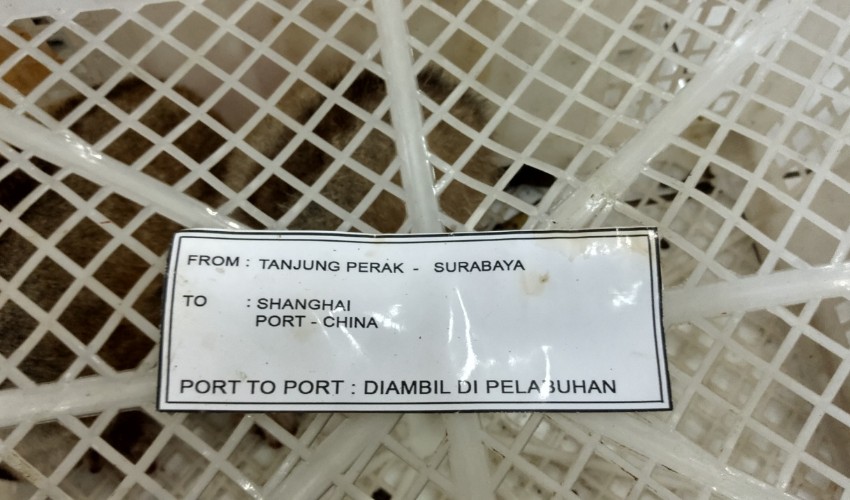 FROM : TANJUNG PERAK - SURABAYA
TO : SHANGHAI
PORT - CHINA
PORT TO PORT : DIAMBIL DI PELABUHAN